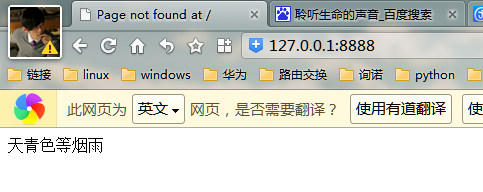 Page not found at /
聆听生命的声音_百度搜索
127.0.0.1:8888
链接 linux windows 华为 路由交换 询诺 python
此网页为 英文 网页，是否需要翻译？ 使用有道翻译 使
天青色等烟雨